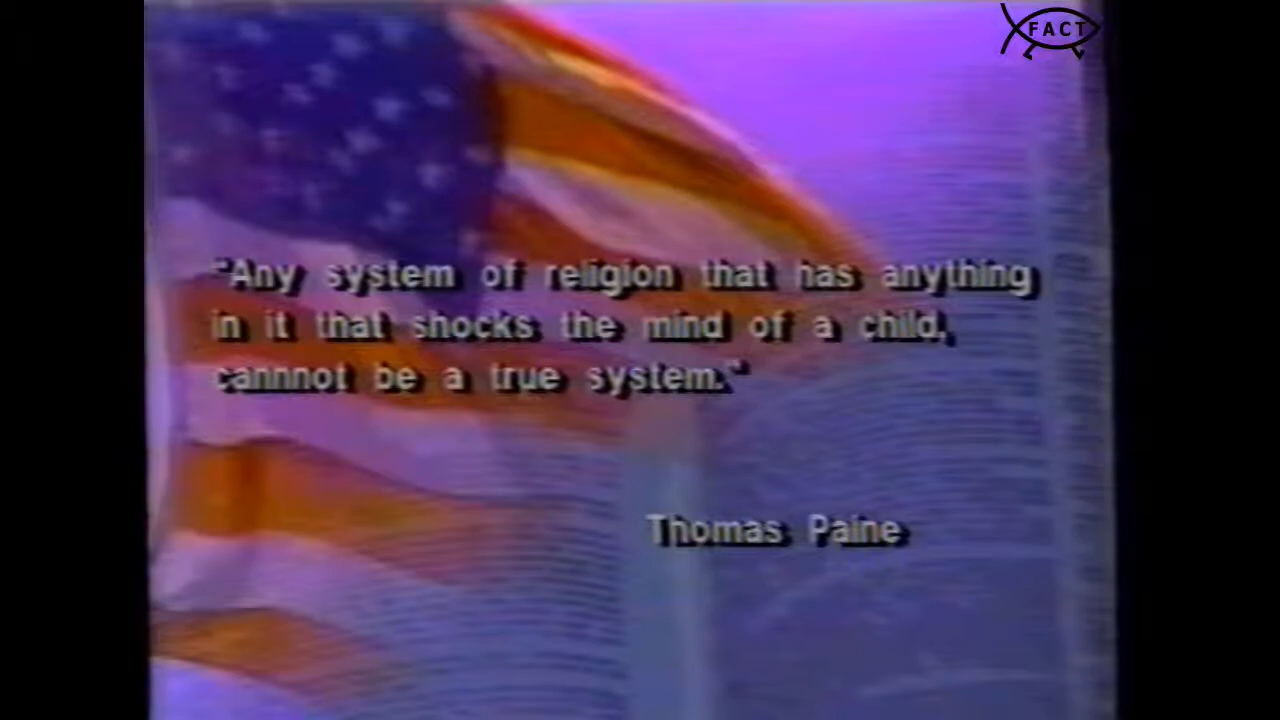 FACT
"Any system of religion that has anything
in it that shocks the mind of a child,
cannnot be a true system."
Thomas Paine